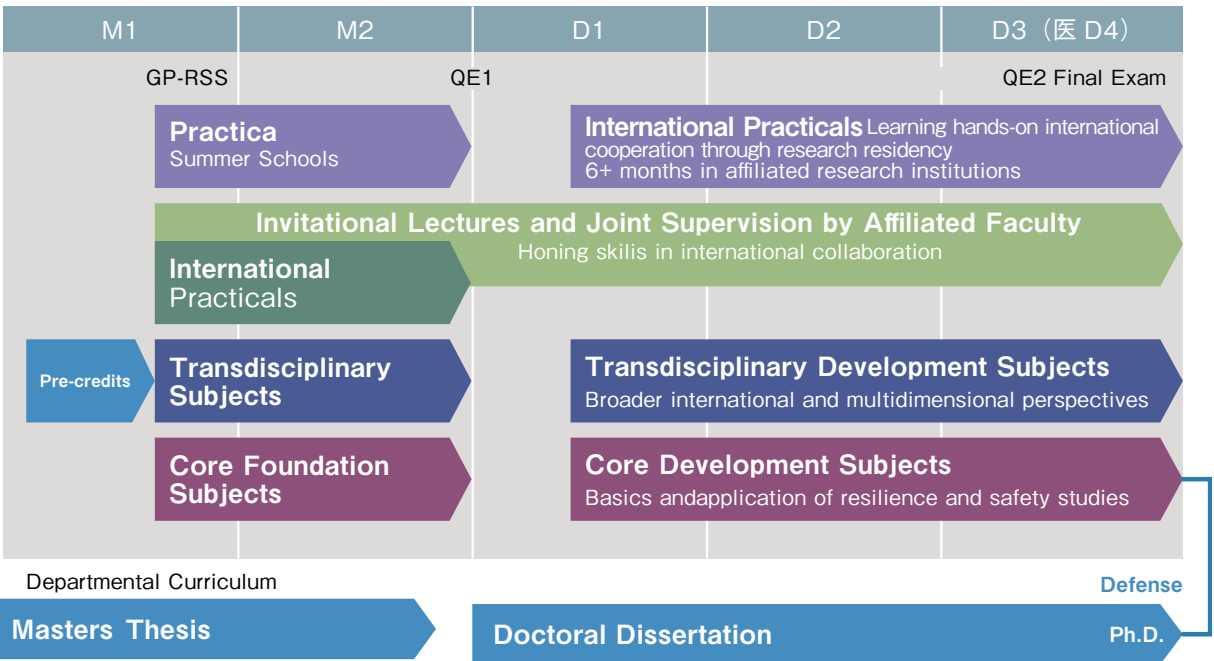 M1
M2
D1
D2
D3（医 D4）
GP-RSS
QE1
QE2 Final Exam
Practica
Summer Schools
International Practicals Learning hands-on international
cooperation through research residency
6+ months in affiliated research institutions
Invitational Lectures and Joint Supervision by Affiliated Faculty
Honing skilis in international collaboration
International
Practicals
Pre-credits
Transdisciplinary
Subjects
Transdisciplinary Development Subjects
Broader international and multidimensional perspectives
Core Foundation
Subjects
Core Development Subjects
Basics andapplication of resilience and safety studies
Departmental Curriculum
Defense
Masters Thesis
Doctoral Dissertation
Ph.D.